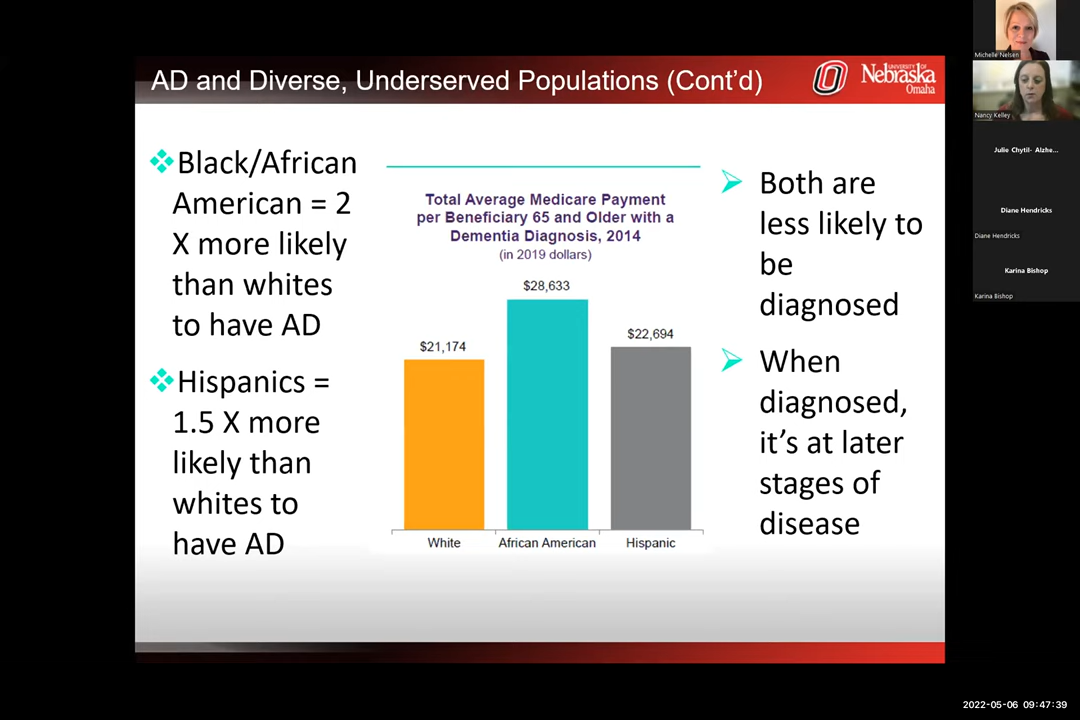 AD and Diverse, Underserved Populations (Cont'd)
UNIVERSITY OF
Nebraska
Omaha
Black/African
American = 2
X more likely
than whites
to have AD
Hispanics =
1.5 X more
likely than
whites to
have AD
Total Average Medicare Payment
per Beneficiary 65 and Older with a
Dementia Diagnosis, 2014
(in 2019 dollars)
$21,174
$28,633
$22,694
White
African American
Hispanic
Both are
less likely to
be
diagnosed
When
diagnosed,
it's at later
stages of
disease
Michelle Nelsen
Nancy Kelley
Julie Chytil- Alzhe...
Diane Hendricks
Diane Hendricks
Karina Bishop
Karina Bishop
2022-05-06 09:47:39